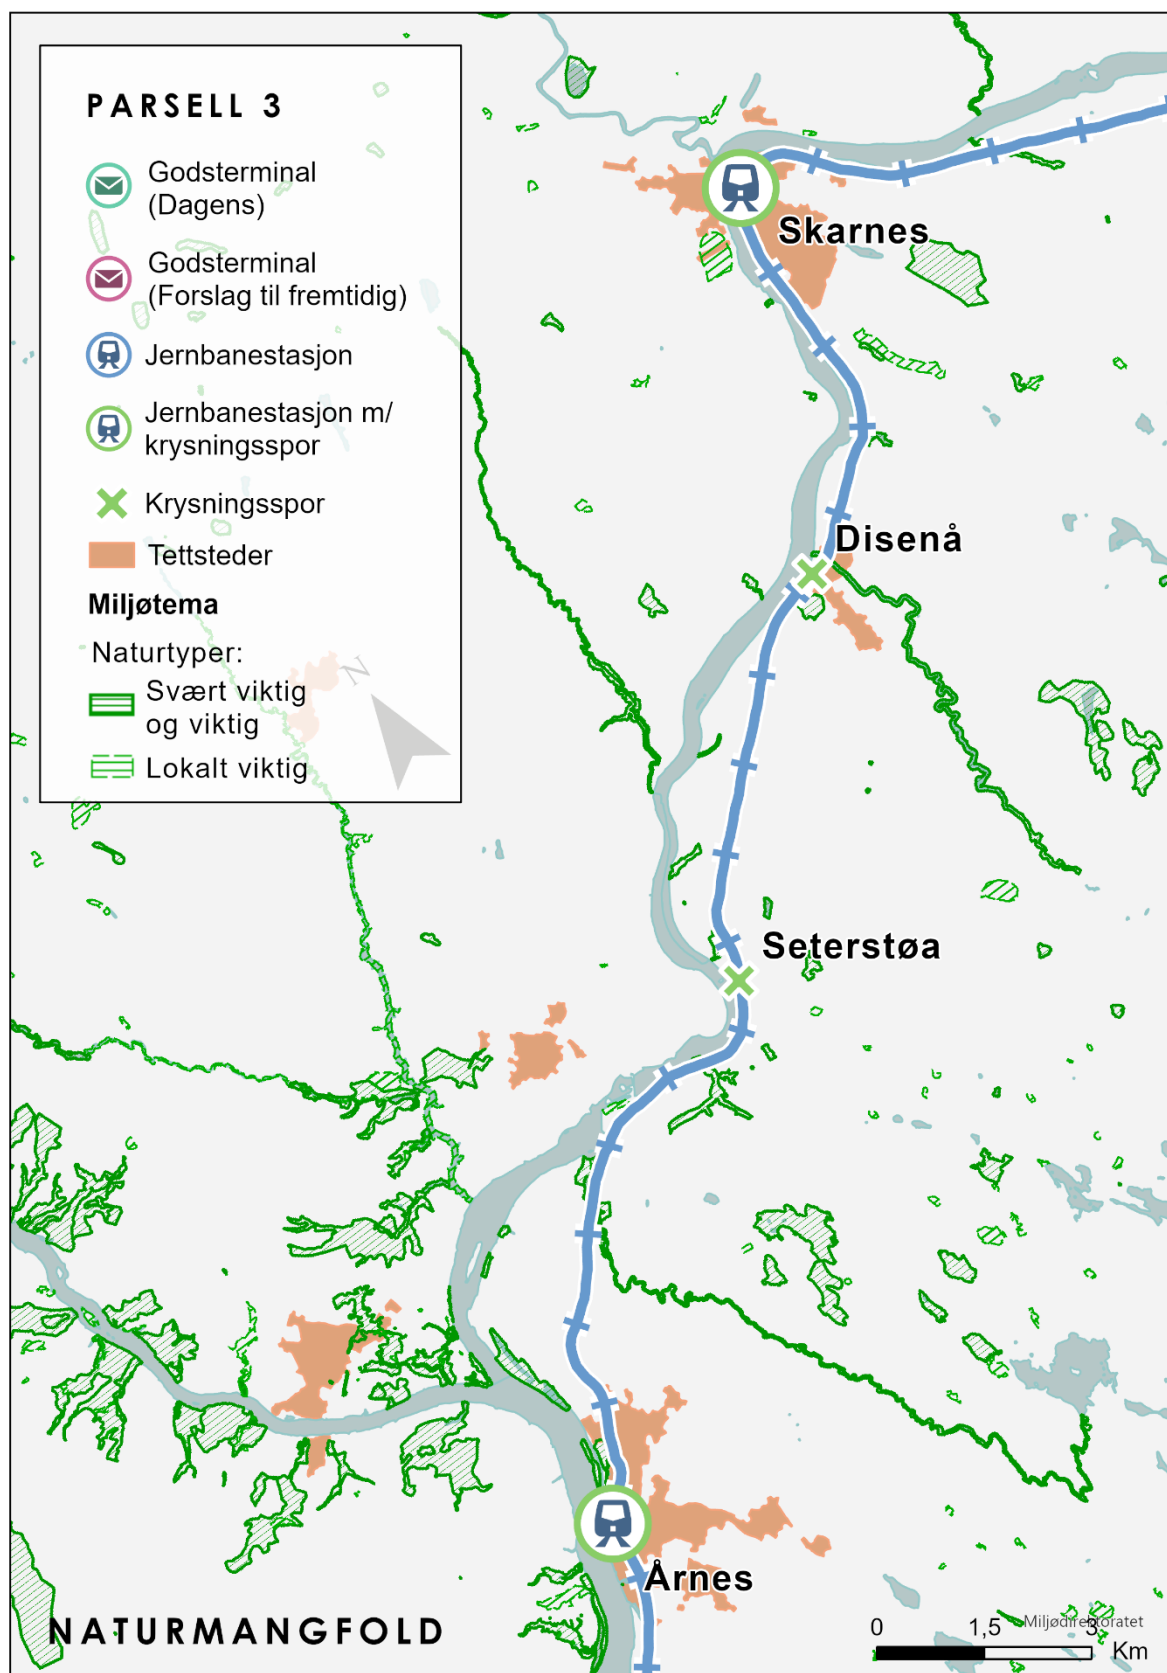 PARSELL 3
Godsterminal
(Dagens)
Godsterminal
(Forslag til fremtidig)
Jernbanestasjon
Jernbanestasjon m/
krysningsspor
Krysningsspor
Tettsteder
Miljøtema
Naturtyper:
Svært viktig
og viktig
Lokalt viktig
N
Skarnes
Disenå
Seterstøa
Årnes
NATURMANGFOLD
0 1,5 3
Miljødirektoratet
Km